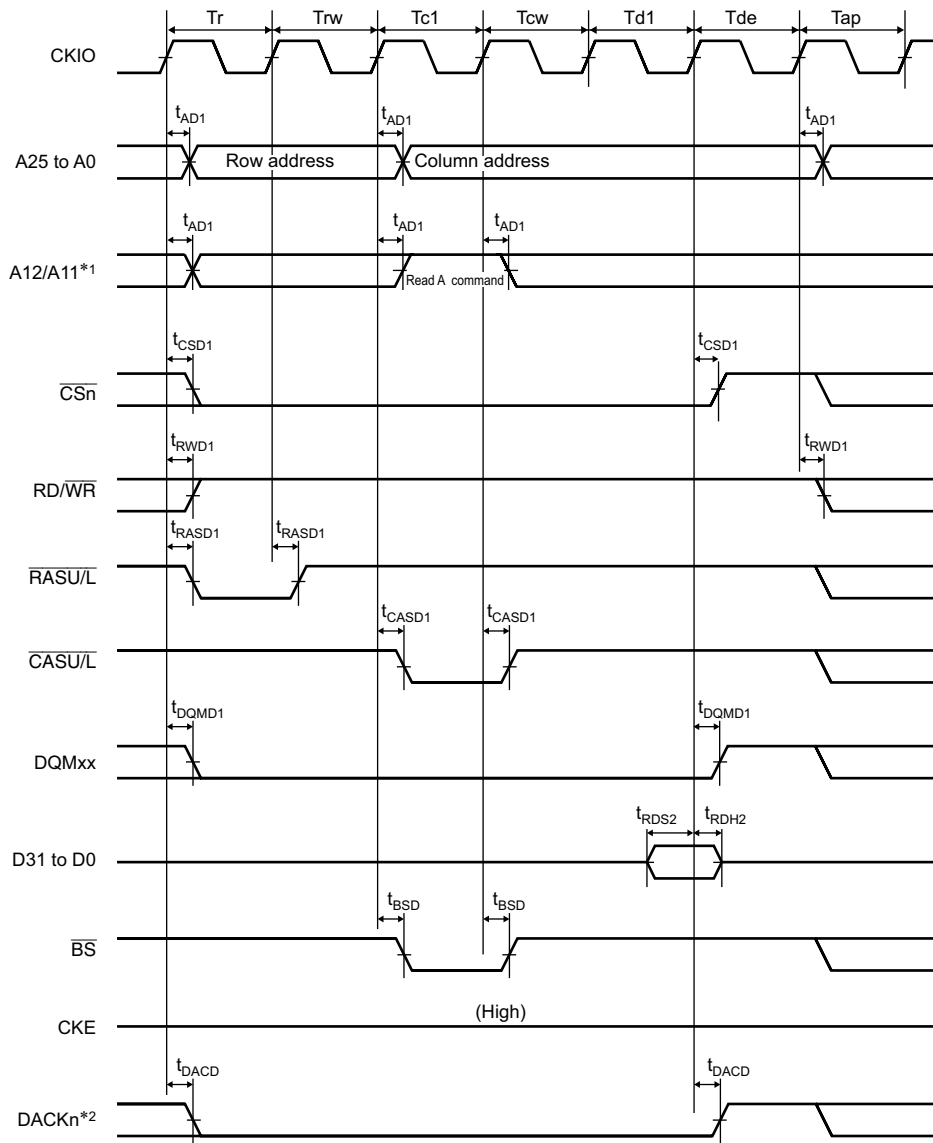 Tr Trw Tc1 Tcw Td1 Tde Tap
CKIO
tAD1 tAD1 tAD1
A25 to A0 Row address Column address
tAD1 tAD1 tAD1
A12/A11*1 Read A command
tCSD1 tCSD1
CSn
tRWD1 tRWD1
RD/WR
tRASD1 tRASD1
RASU/L
tCASD1 tCASD1
CASU/L
tDQMD1 tDQMD1
DQMxx
tRDS2 tRDH2
D31 to D0
tBSD tBSD
BS
(High)
CKE
tDACD tDACD
DACKn*2